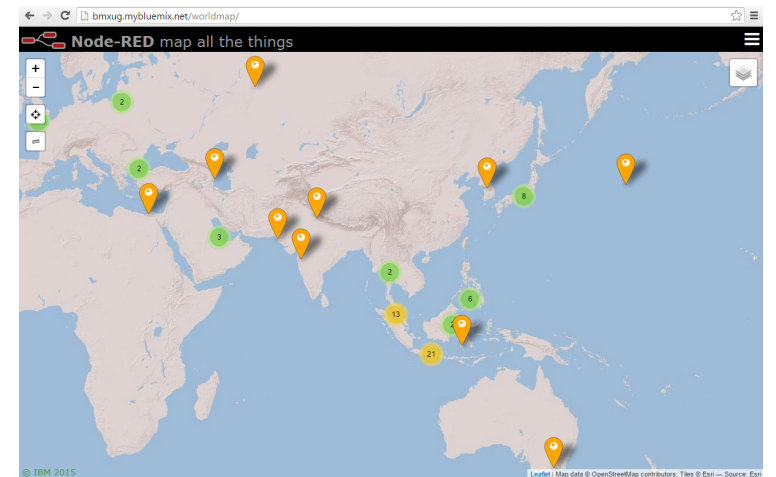 bmxug.mybluemix.net/worldmap/
Node-RED map all the things
+
−
2
2
8
3
2
6
13
21
© IBM 2015
Leaflet | Map data © OpenStreetMap contributors. Tiles © Esri — Source: Esri